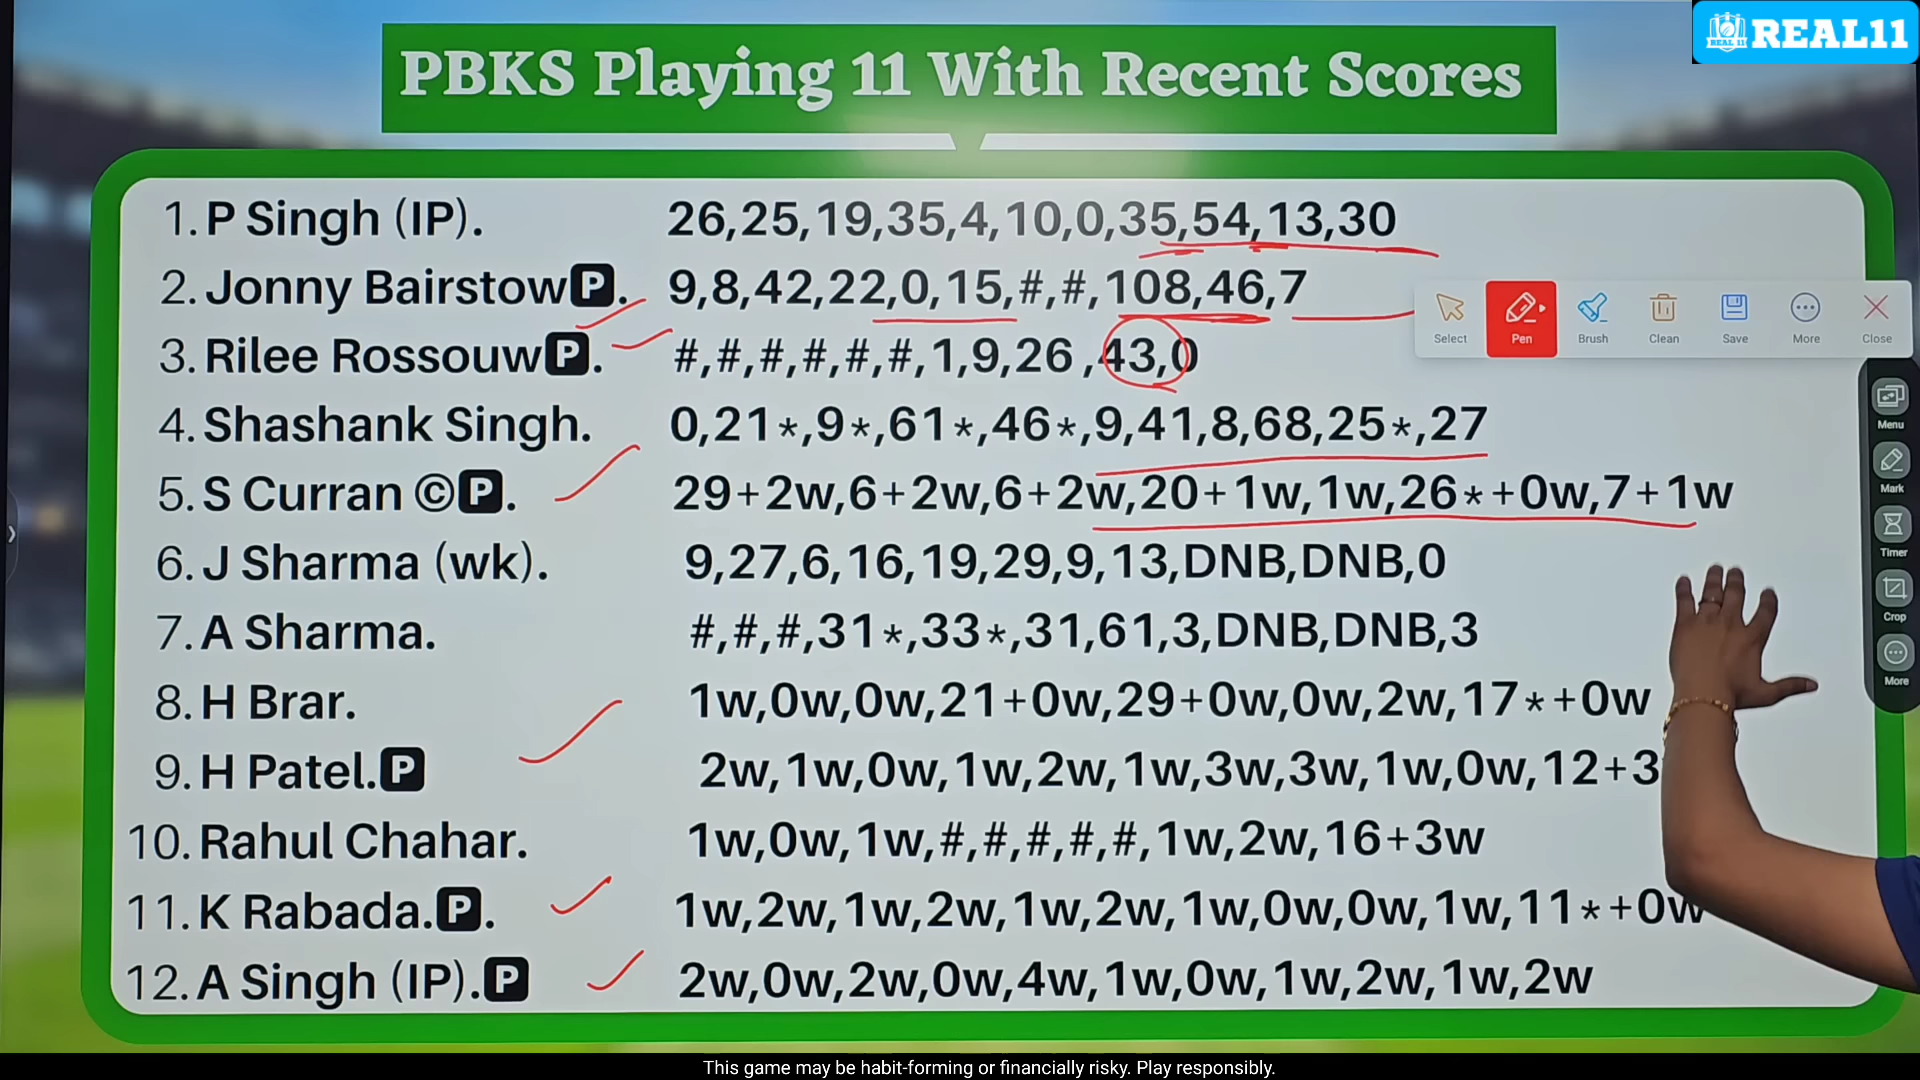 REAL 11 REAL11
PBKS Playing 11 With Recent Scores
1. P Singh (IP). 26,25,19,35,4,10,0,35,54,13,30
2. Jonny Bairstow P. 9,8,42,22,0,15,#,#,108,46,7
3. Rilee Rossouw P. #,#,#,#,#,#,1,9,26 ,43,0
4. Shashank Singh. 0,21*,9*,61*,46*,9,41,8,68,25*,27
5. S Curran © P. 29+2w,6+2w,6+2w,20+1w,1w,26*+0w,7+1w
6. J Sharma (wk). 9,27,6,16,19,29,9,13,DNB,DNB,0
7. A Sharma. #,#,#,31*,33*,31,61,3,DNB,DNB,3
8. H Brar. 1w,0w,0w,21+0w,29+0w,0w,2w,17*+0w
9. H Patel. P 2w,1w,0w,1w,2w,1w,3w,3w,1w,0w,12+3
10. Rahul Chahar. 1w,0w,1w,#,#,#,#,#,1w,2w,16+3w
11. K Rabada. P. 1w,2w,1w,2w,1w,2w,1w,0w,0w,1w,11*+0w
12. A Singh (IP). P 2w,0w,2w,0w,4w,1w,0w,1w,2w,1w,2w
Select Pen Brush Clean Save More Close
Menu
Mark
Timer
Crop
More
This game may be habit-forming or financially risky. Play responsibly.